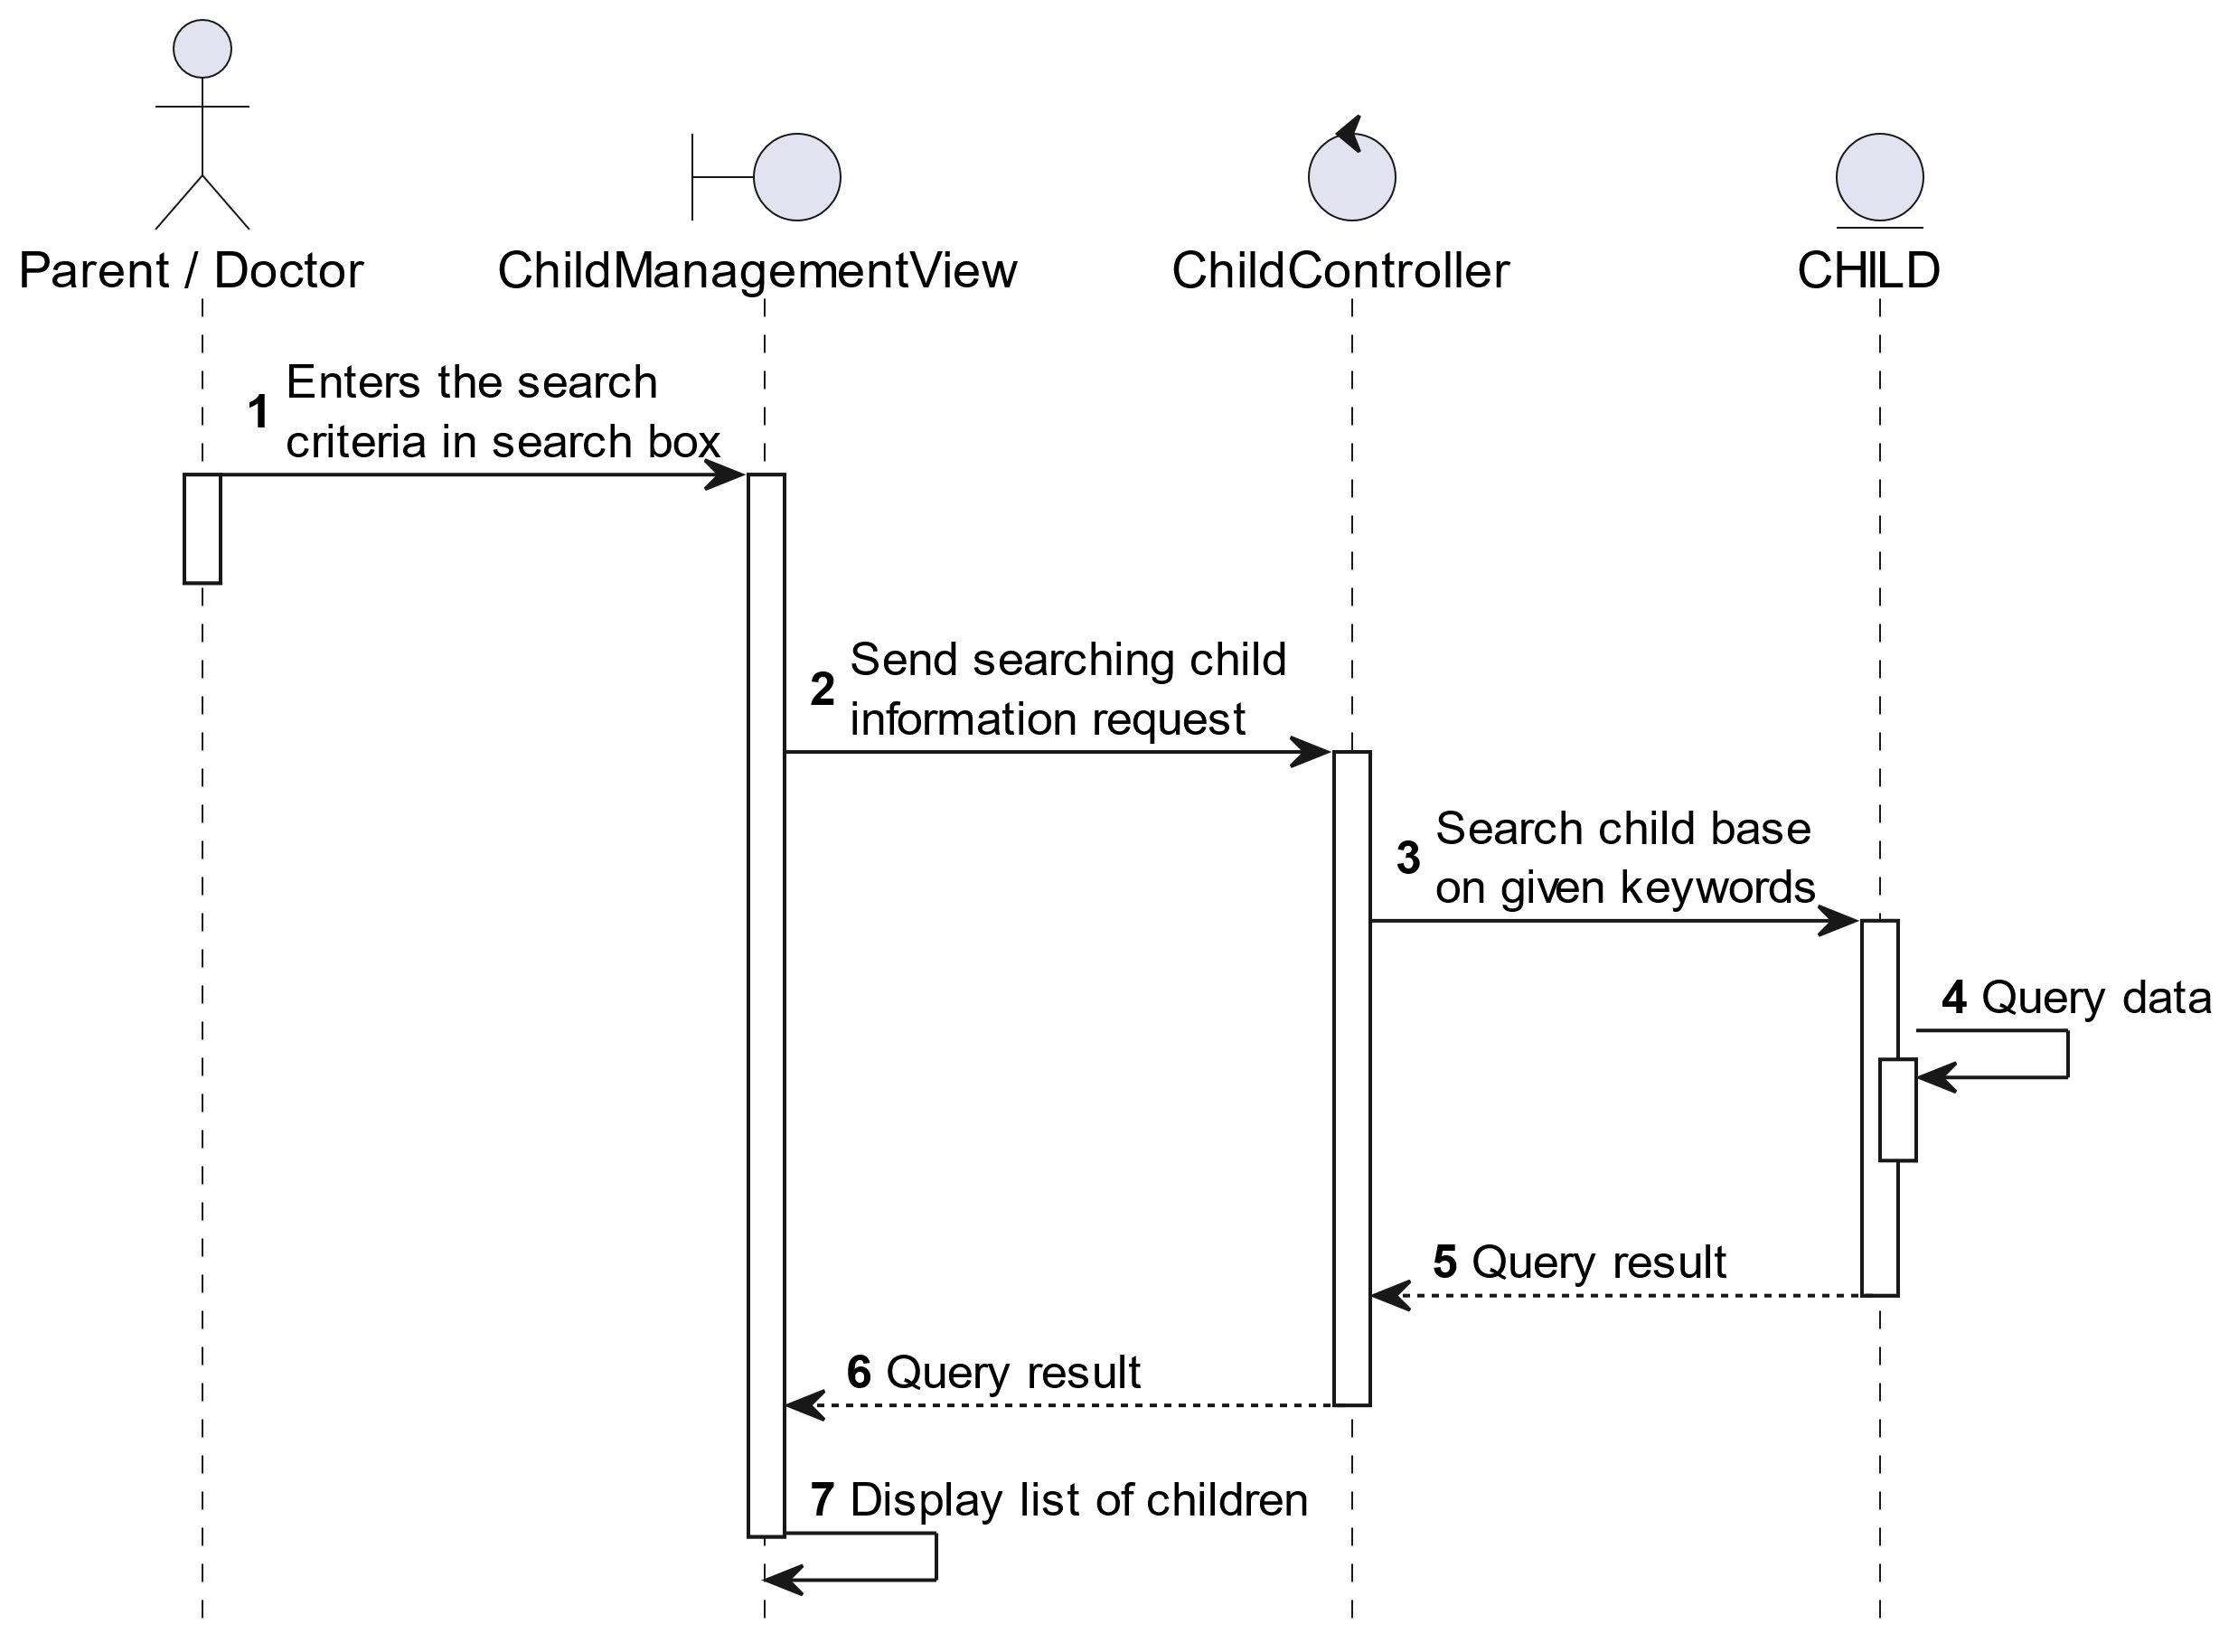 Parent / Doctor
ChildManagementView
ChildController
CHILD
1 Enters the search
criteria in search box
2 Send searching child
information request
3 Search child base
on given keywords
4 Query data
5 Query result
6 Query result
7 Display list of children